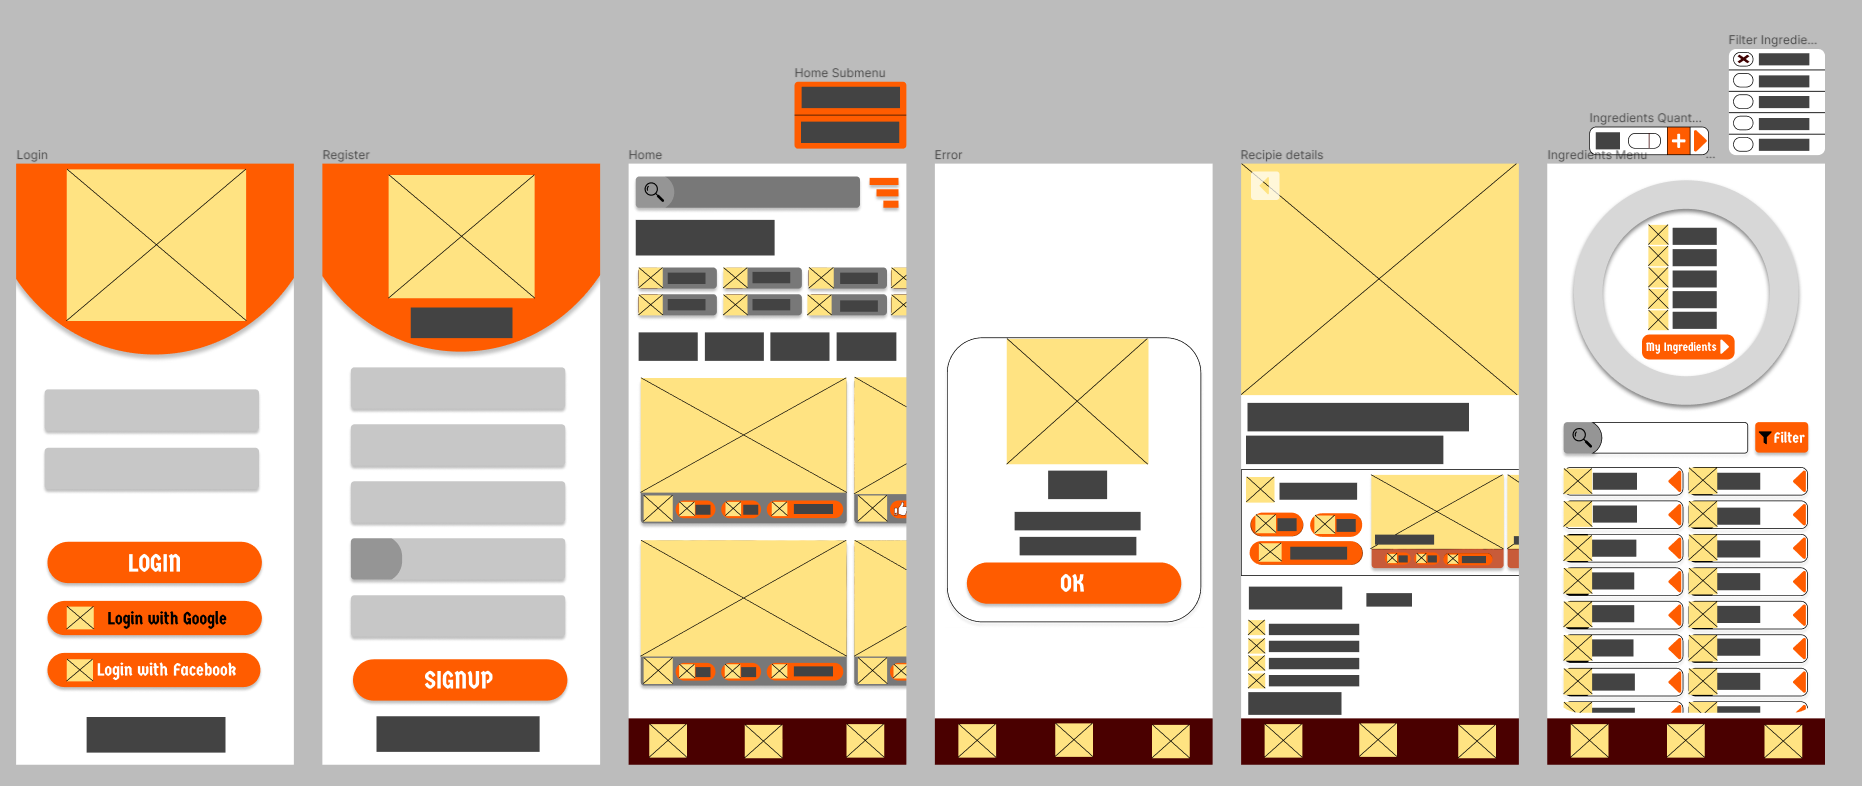 Filter Ingredie...
Home Submenu
Ingredients Quant...
Login
Register
Home
Error
Recipie details
Ingredients Menu
...
My Ingredients
Filter
LOGIN
Login with Google
Login with Facebook
SIGNUP
OK